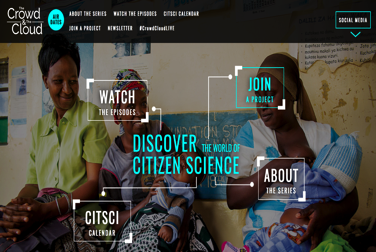 The
Crowd
& The
Cloud
AIR
DATES
ABOUT THE SERIES WATCH THE EPISODES CITSCI CALENDAR
JOIN A PROJECT NEWSLETTER #CrowdCloudLIVE
SOCIAL MEDIA
WATCH
THE EPISODES
JOIN
A PROJECT
DISCOVER THE WORLD OF
CITIZEN SCIENCE
ABOUT
THE SERIES
CITSCI
CALENDAR